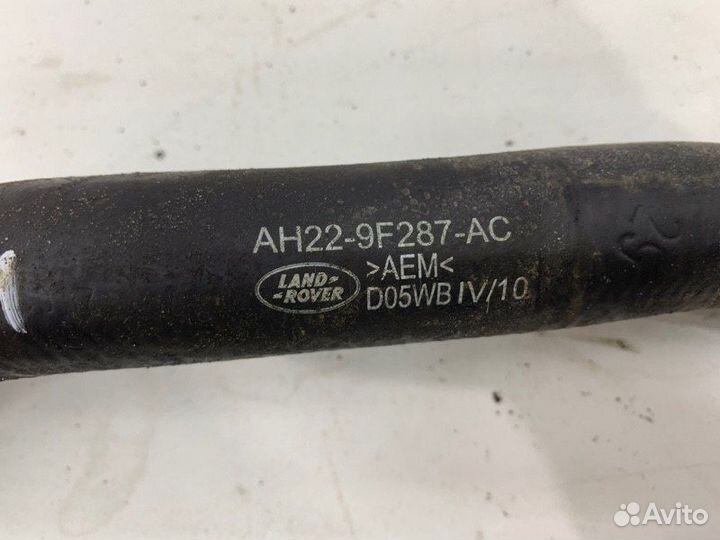 AH22-9F287-AC
>AEM<
LAND~
~ROVER
D05WB IV/10
Avito